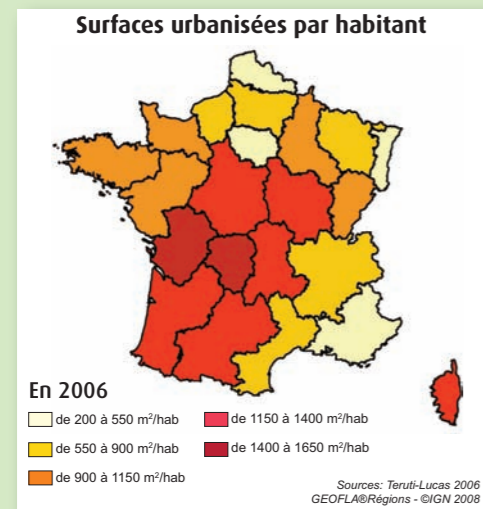 Surfaces urbanisées par habitant
En 2006
de 200 à 550 m²/hab
de 550 à 900 m²/hab
de 900 à 1150 m²/hab
de 1150 à 1400 m²/hab
de 1400 à 1650 m²/hab
Sources: Teruti-Lucas 2006
GEOFLA®Régions - ©IGN 2008